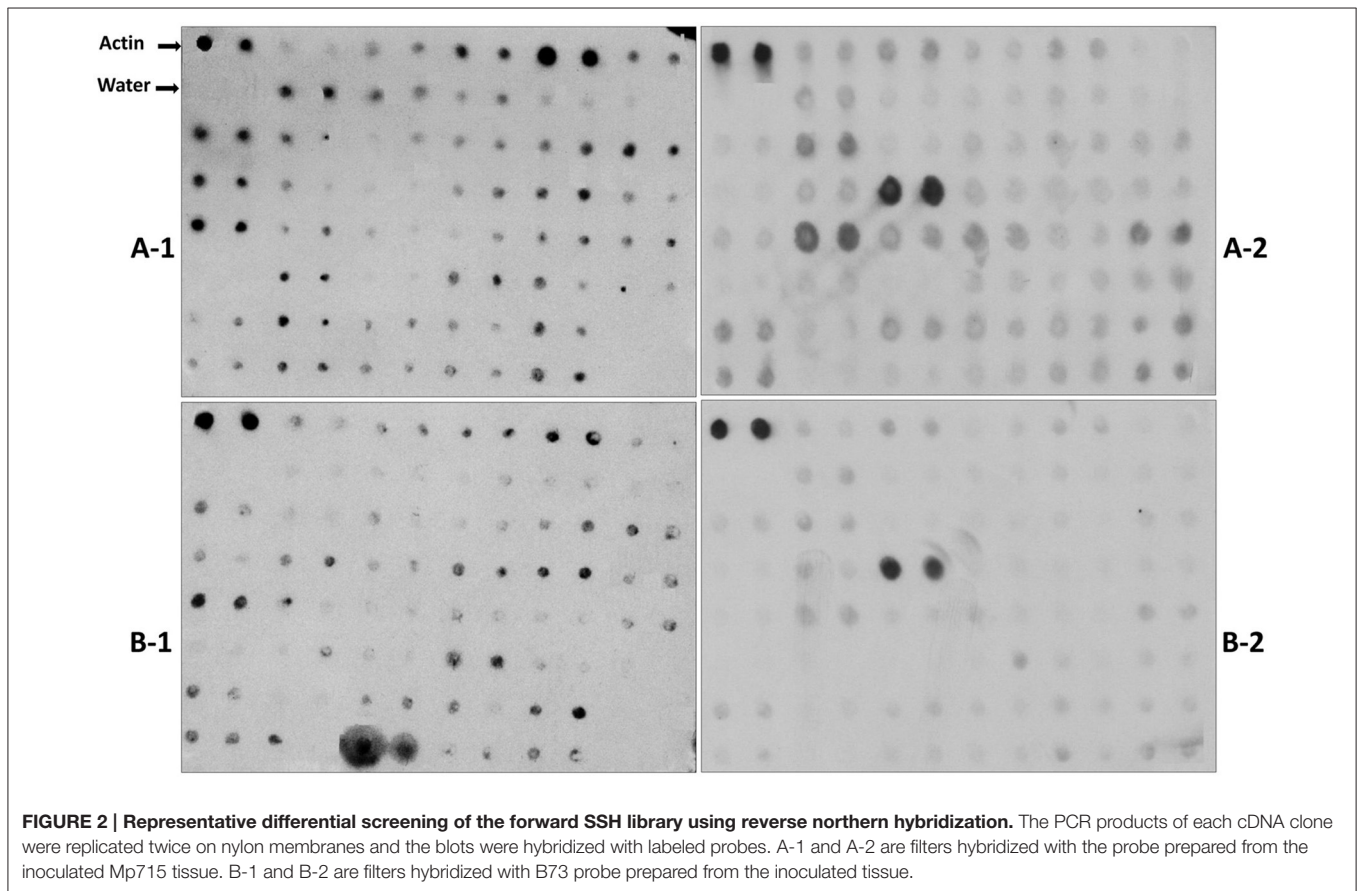 Actin
Water
A-1
A-2
B-1
B-2
FIGURE 2 | Representative differential screening of the forward SSH library using reverse northern hybridization. The PCR products of each cDNA clone
were replicated twice on nylon membranes and the blots were hybridized with labeled probes. A-1 and A-2 are filters hybridized with the probe prepared from the
inoculated Mp715 tissue. B-1 and B-2 are filters hybridized with B73 probe prepared from the inoculated tissue.